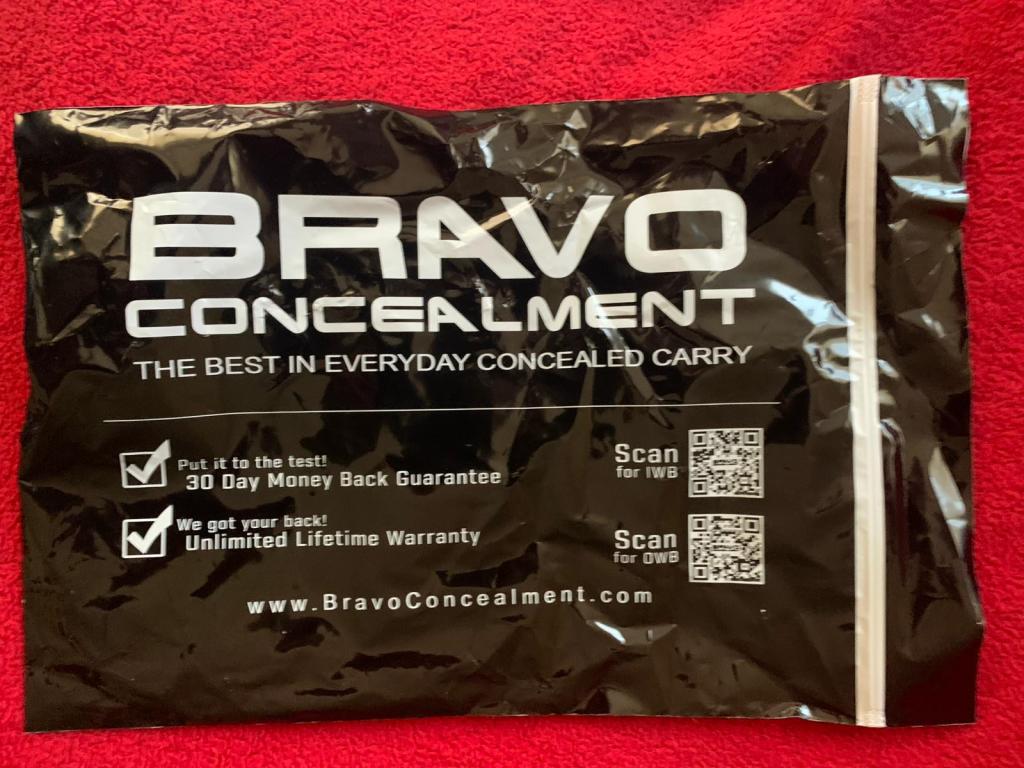 BRAVO
CONCEALMENT
THE BEST IN EVERYDAY CONCEALED CARRY
Put it to the test!
30 Day Money Back Guarantee
We got your back!
Unlimited Lifetime Warranty
Scan
for IWB
Scan
for OWB
www.BravoConcealment.com